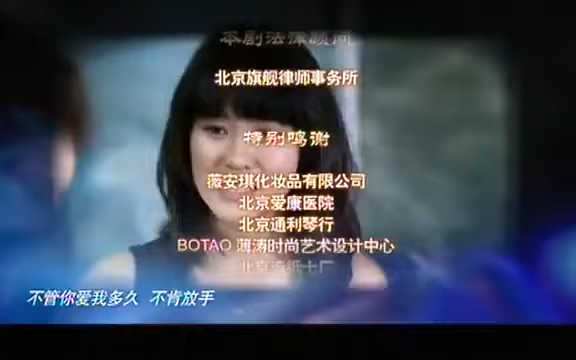 本剧法律顾问
北京旗舰律师事务所
特别鸣谢
薇安琪化妆品有限公司
北京爱康医院
北京通利琴行
BOTAO 薄涛时尚艺术设计中心
不管你爱我多久 不肯放手